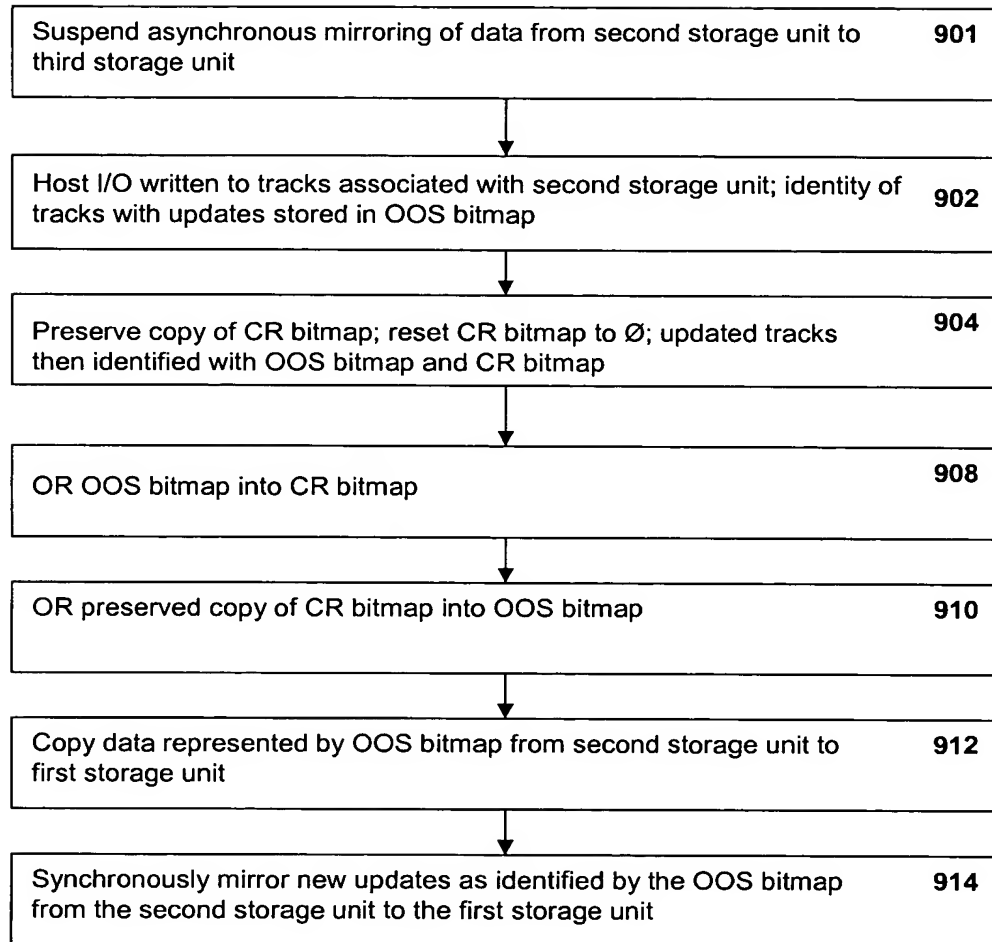 Suspend asynchronous mirroring of data from second storage unit to 901
third storage unit
Host I/O written to tracks associated with second storage unit; identity of 902
tracks with updates stored in OOS bitmap
904
Preserve copy of CR bitmap; reset CR bitmap to Ø; updated tracks
then identified with OOS bitmap and CR bitmap
908
OR OOS bitmap into CR bitmap
OR preserved copy of CR bitmap into OOS bitmap 910
Copy data represented by OOS bitmap from second storage unit to 912
first storage unit
Synchronously mirror new updates as identified by the OOS bitmap 914
from the second storage unit to the first storage unit